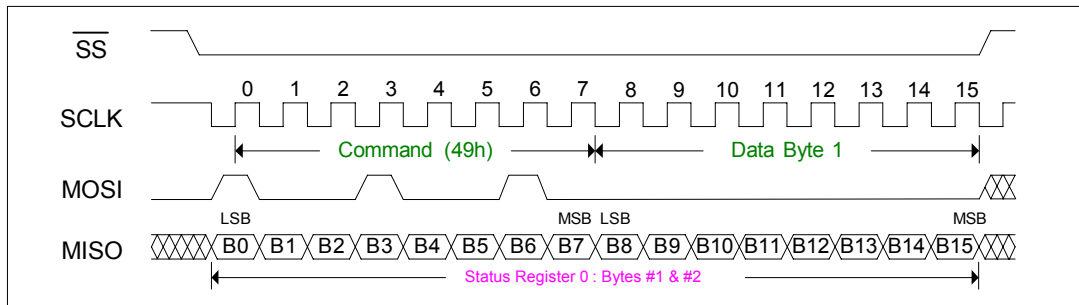 SS
0 1 2 3 4 5 6 7 8 9 10 11 12 13 14 15
SCLK
Command (49h) Data Byte 1
MOSI
LSB MSB LSB MSB
MISO B0 B1 B2 B3 B4 B5 B6 B7 B8 B9 B10 B11 B12 B13 B14 B15
Status Register 0 : Bytes #1 & #2